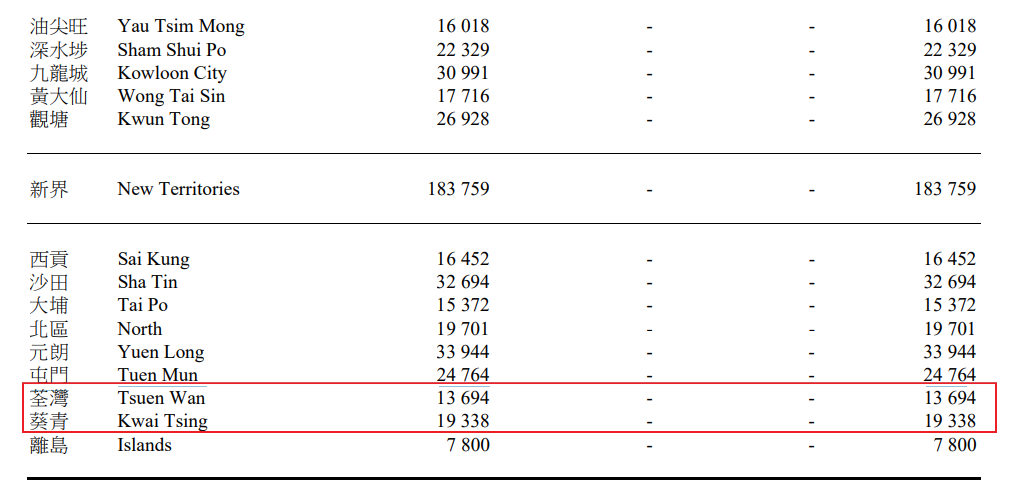 油尖旺 Yau Tsim Mong 16 018 - - 16 018
深水埗 Sham Shui Po 22 329 - - 22 329
九龍城 Kowloon City 30 991 - - 30 991
黃大仙 Wong Tai Sin 17 716 - - 17 716
觀塘 Kwun Tong 26 928 - - 26 928
新界 New Territories 183 759 - - 183 759
西貢 Sai Kung 16 452 - - 16 452
沙田 Sha Tin 32 694 - - 32 694
大埔 Tai Po 15 372 - - 15 372
北區 North 19 701 - - 19 701
元朗 Yuen Long 33 944 - - 33 944
屯門 Tuen Mun 24 764 - - 24 764
荃灣 Tsuen Wan 13 694 - - 13 694
葵青 Kwai Tsing 19 338 - - 19 338
離島 Islands 7 800 - - 7 800